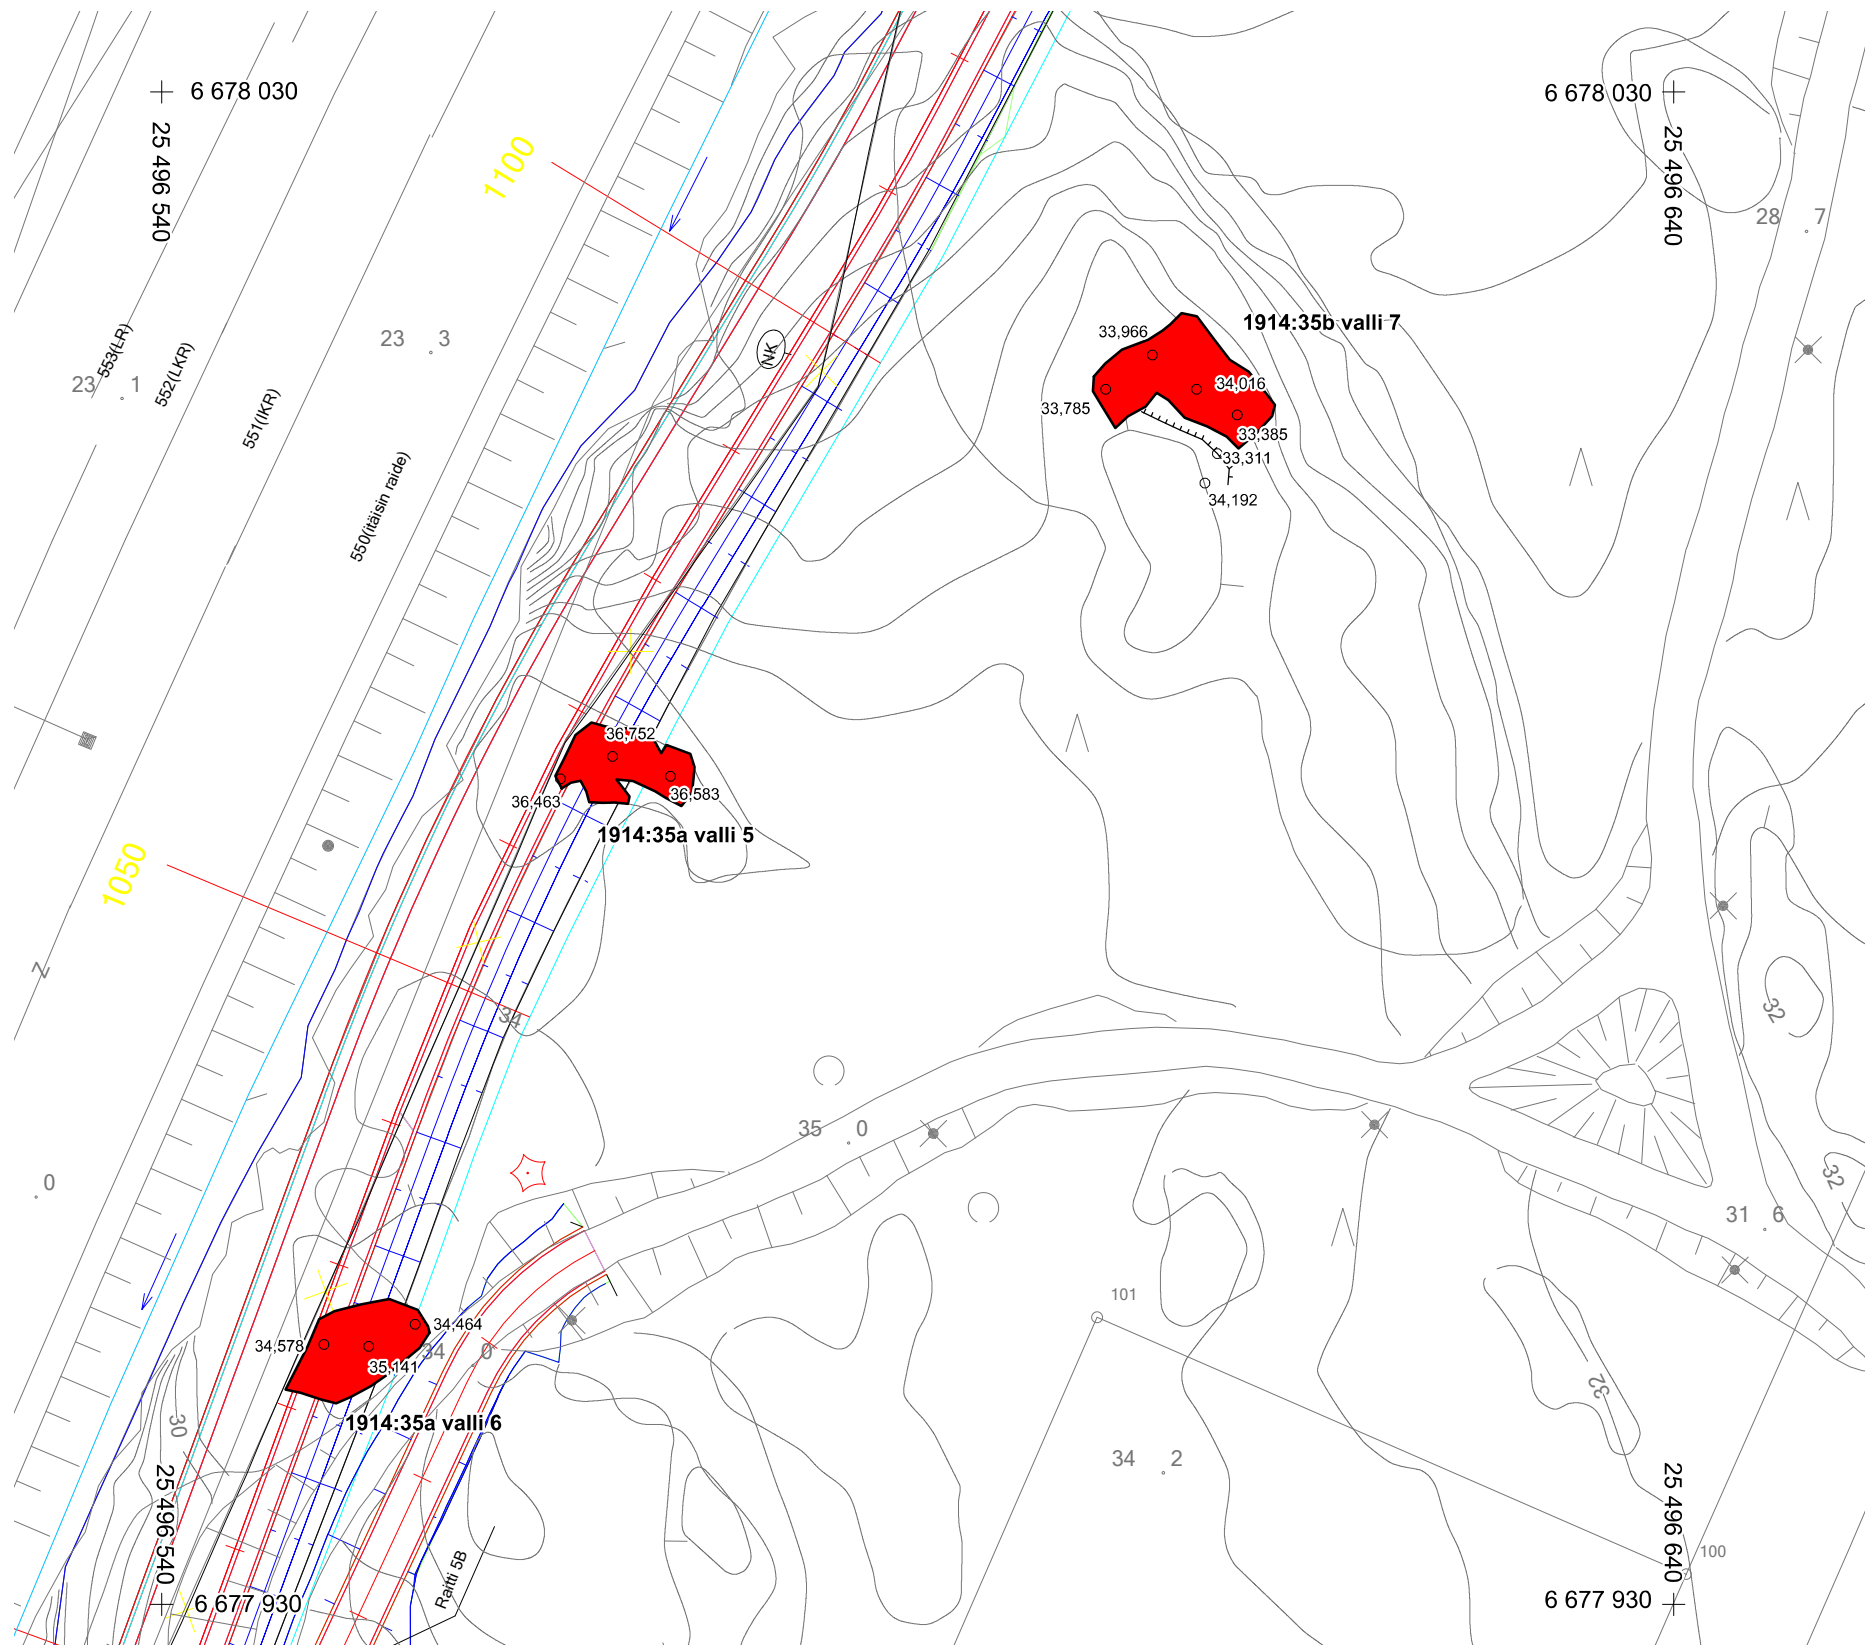 6 678 030
6 678 030
25 496 540
25 496 640
1100
28 7
1914:35b valli 7
33,966
NK
23 3
553(LR)
552(LKR)
23 1
34,016
33,785
551(IKR)
33,385
33,311
550(itäisin raide)
34,192
36,752
36,583
36,463
1914:35a valli 5
1050
Z
34
32
35 0
0
32
31 6
101
34,464
34,578
34 0
35,141
32
30
1914:35a valli 6
34 2
25 496 540
25 496 640
100
Raitti 5B
6 677 930
6 677 930